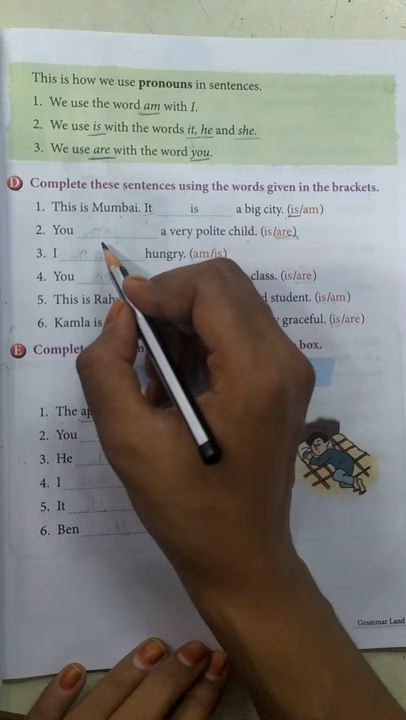 This is how we use pronouns in sentences.
1. We use the word am with I.
2. We use is with the words it, he and she.
3. We use are with the word you.
D Complete these sentences using the words given in the brackets.
1. This is Mumbai. It is a big city. (is/am)
2. You a very polite child. (is/are)
3. I hungry. (am/is)
4. You class. (is/are)
5. This is student. (is/am)
6. Kamla is graceful. (is/are)
E box.
1. The
2. You
3. He
4. I
5. It
6. Ben
Grammar Land